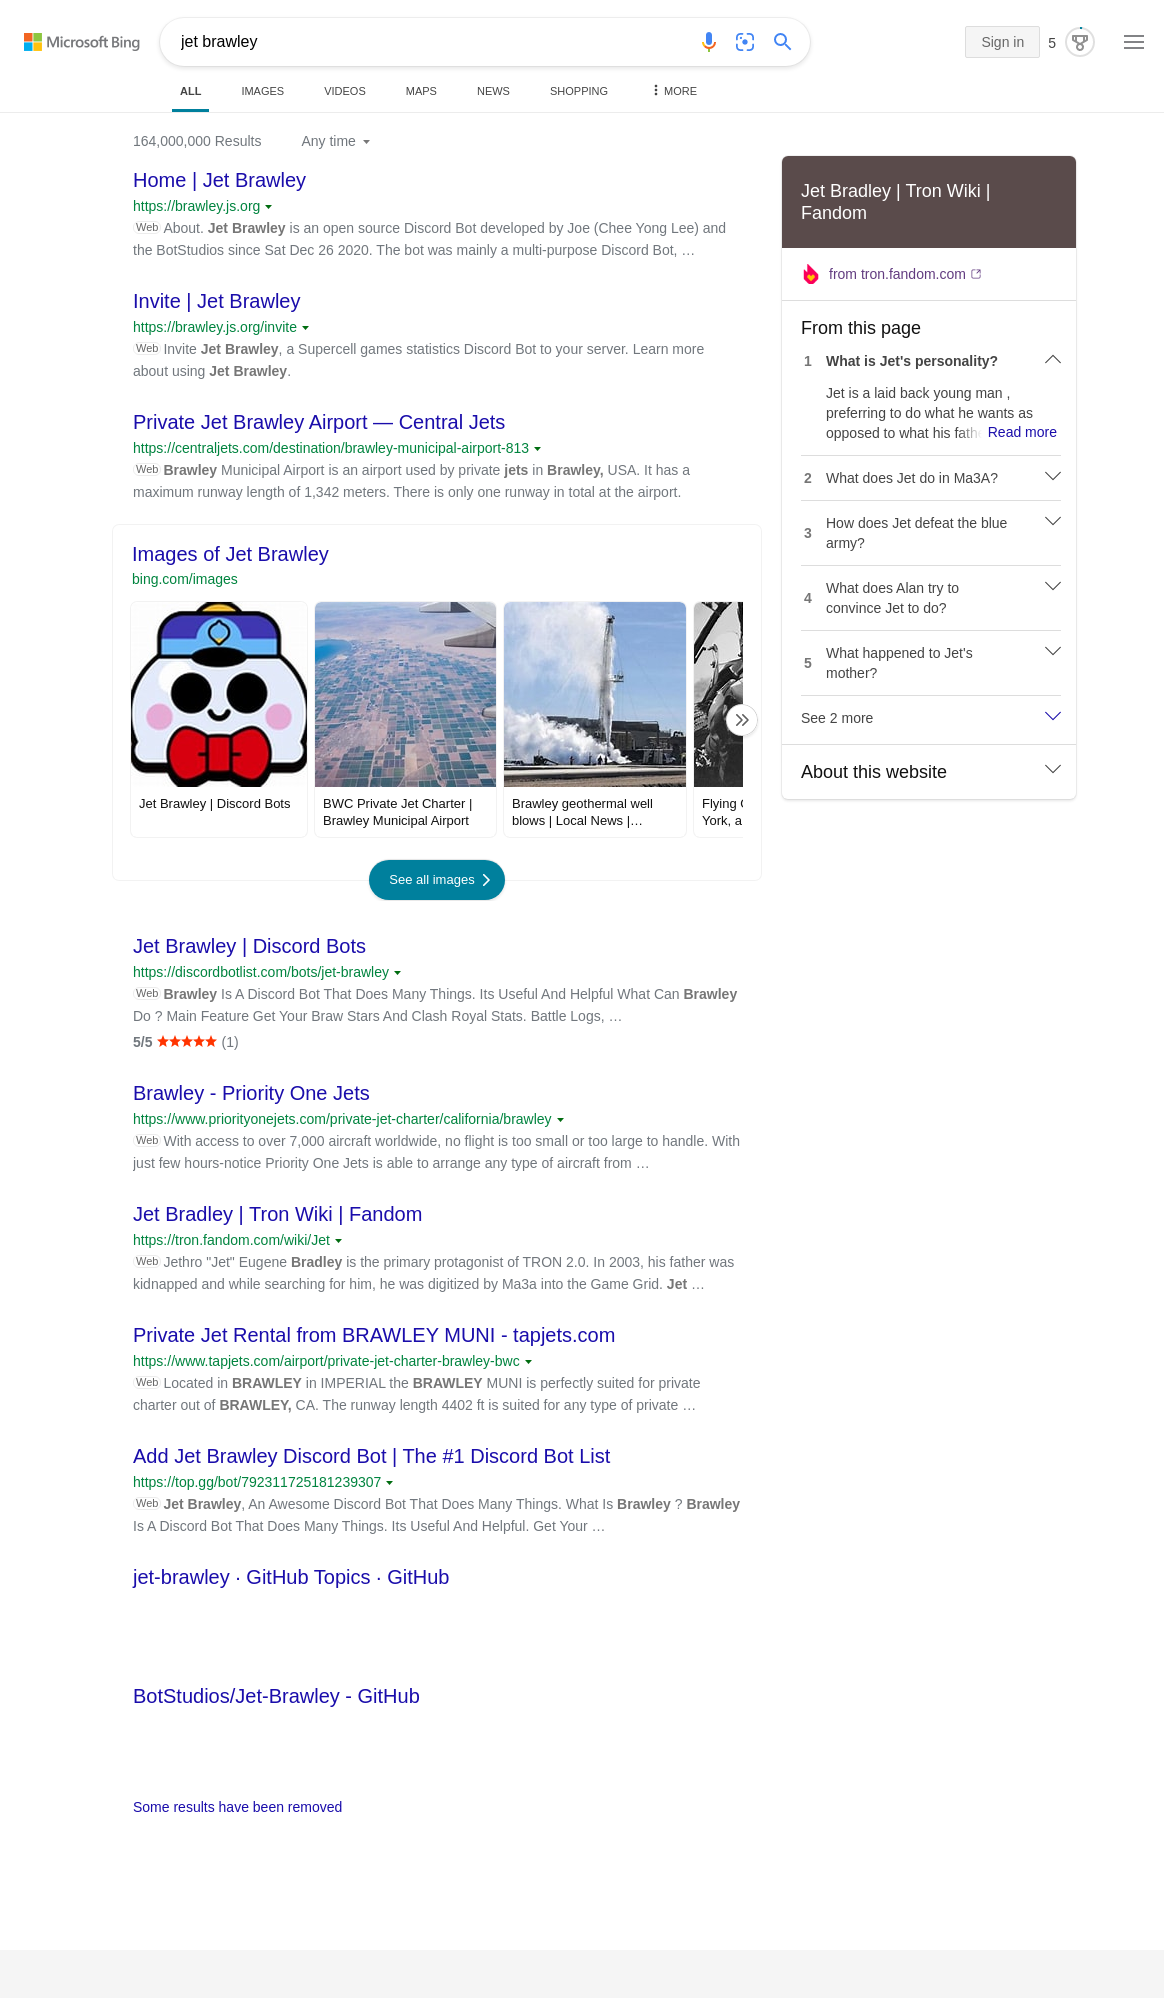 Microsoft Bing
jet brawley
Sign in
5
ALL
IMAGES
VIDEOS
MAPS
NEWS
SHOPPING
MORE
164,000,000 Results
Any time
Home | Jet Brawley
https://brawley.js.org
Web About. Jet Brawley is an open source Discord Bot developed by Joe (Chee Yong Lee) and
the BotStudios since Sat Dec 26 2020. The bot was mainly a multi-purpose Discord Bot, …
Invite | Jet Brawley
https://brawley.js.org/invite
Web Invite Jet Brawley, a Supercell games statistics Discord Bot to your server. Learn more
about using Jet Brawley.
Private Jet Brawley Airport — Central Jets
https://centraljets.com/destination/brawley-municipal-airport-813
Web Brawley Municipal Airport is an airport used by private jets in Brawley, USA. It has a
maximum runway length of 1,342 meters. There is only one runway in total at the airport.
Images of Jet Brawley
bing.com/images
Jet Brawley | Discord Bots
BWC Private Jet Charter |
Brawley Municipal Airport
Brawley geothermal well
blows | Local News |…
Flying
York, a
See all images
Jet Brawley | Discord Bots
https://discordbotlist.com/bots/jet-brawley
Web Brawley Is A Discord Bot That Does Many Things. Its Useful And Helpful What Can Brawley
Do ? Main Feature Get Your Braw Stars And Clash Royal Stats. Battle Logs, …
5/5 ★★★★★ (1)
Brawley - Priority One Jets
https://www.priorityonejets.com/private-jet-charter/california/brawley
Web With access to over 7,000 aircraft worldwide, no flight is too small or too large to handle. With
just few hours-notice Priority One Jets is able to arrange any type of aircraft from …
Jet Bradley | Tron Wiki | Fandom
https://tron.fandom.com/wiki/Jet
Web Jethro "Jet" Eugene Bradley is the primary protagonist of TRON 2.0. In 2003, his father was
kidnapped and while searching for him, he was digitized by Ma3a into the Game Grid. Jet …
Private Jet Rental from BRAWLEY MUNI - tapjets.com
https://www.tapjets.com/airport/private-jet-charter-brawley-bwc
Web Located in BRAWLEY in IMPERIAL the BRAWLEY MUNI is perfectly suited for private
charter out of BRAWLEY, CA. The runway length 4402 ft is suited for any type of private …
Add Jet Brawley Discord Bot | The #1 Discord Bot List
https://top.gg/bot/792311725181239307
Web Jet Brawley, An Awesome Discord Bot That Does Many Things. What Is Brawley ? Brawley
Is A Discord Bot That Does Many Things. Its Useful And Helpful. Get Your …
jet-brawley · GitHub Topics · GitHub
BotStudios/Jet-Brawley - GitHub
Some results have been removed
Jet Bradley | Tron Wiki |
Fandom
from tron.fandom.com
From this page
1 What is Jet's personality?
Jet is a laid back young man ,
preferring to do what he wants as
opposed to what his fath Read more
2 What does Jet do in Ma3A?
3 How does Jet defeat the blue
army?
4 What does Alan try to
convince Jet to do?
5 What happened to Jet's
mother?
See 2 more
About this website